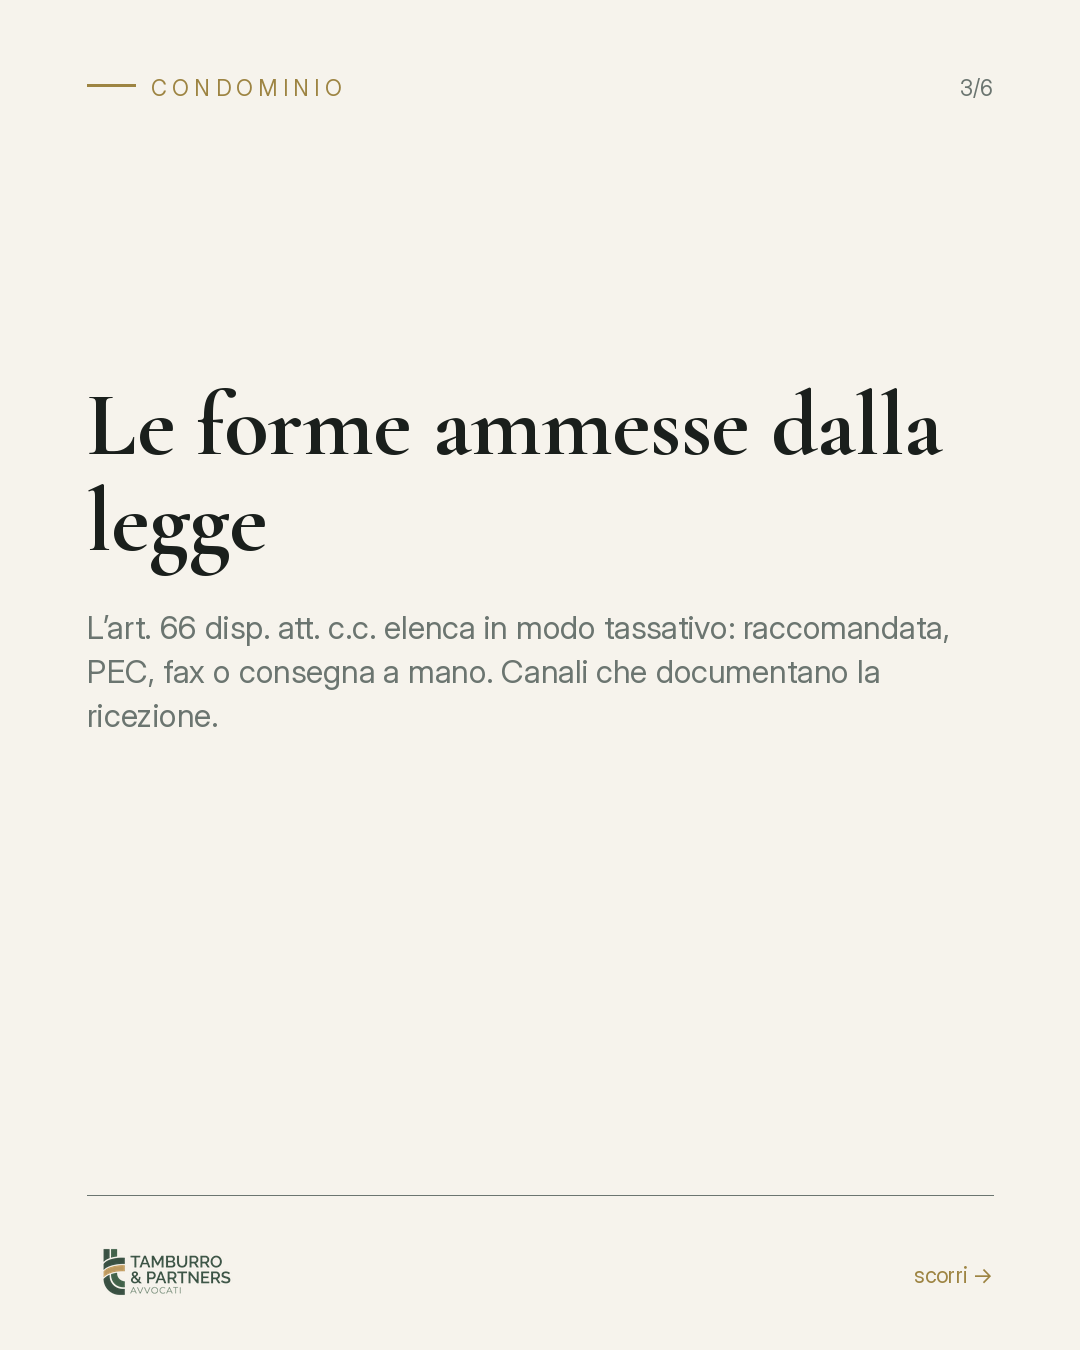 CONDOMINIO
3/6
Le forme ammesse dalla
legge
L’art. 66 disp. att. c.c. elenca in modo tassativo: raccomandata,
PEC, fax o consegna a mano. Canali che documentano la
ricezione.
TAMBURRO
& PARTNERS
AVVOCATI
scorri →